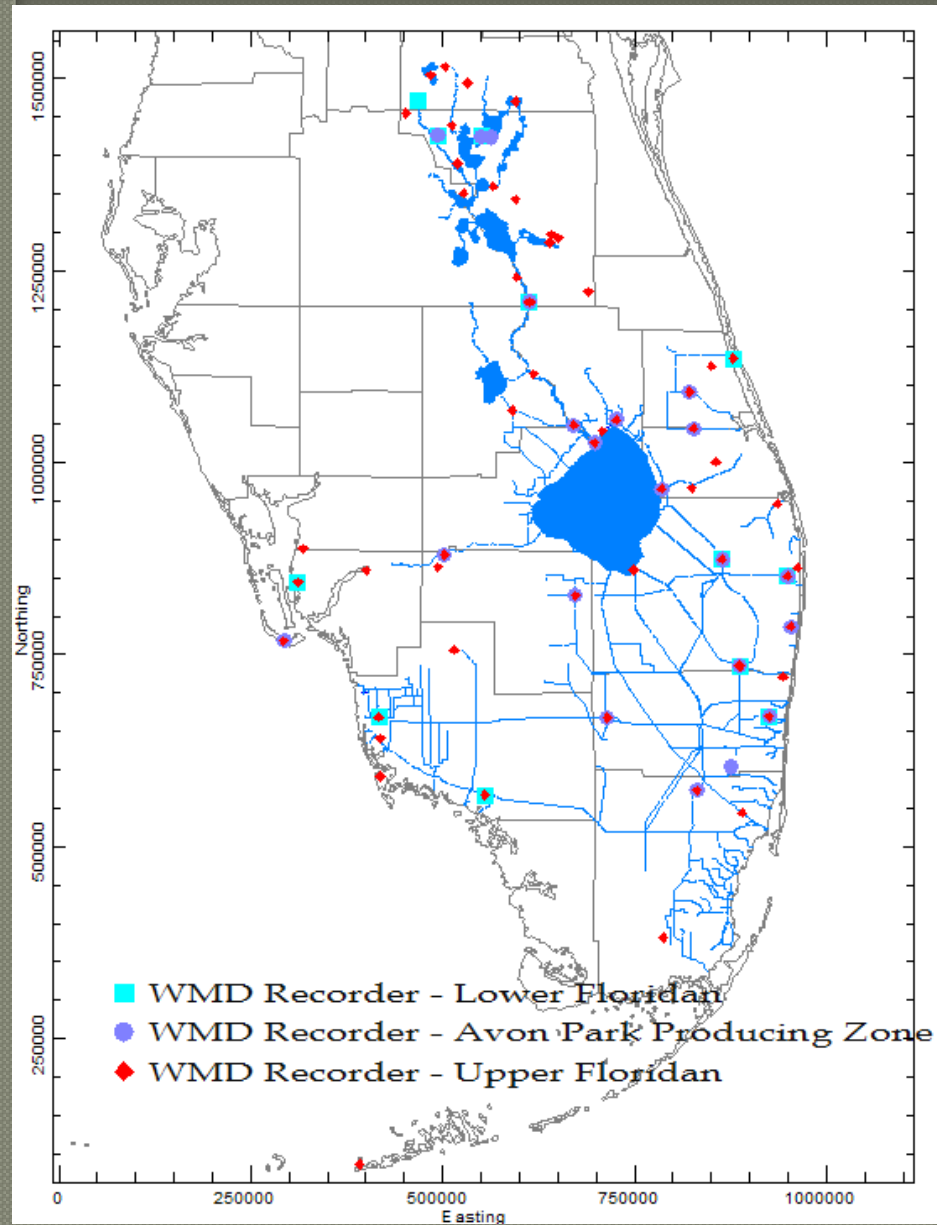 1500000
1250000
1000000
750000
500000
250000
Northing
WMD Recorder - Lower Floridan
WMD Recorder - Avon Park Producing Zone
WMD Recorder - Upper Floridan
0 250000 500000 750000 1000000
Easting